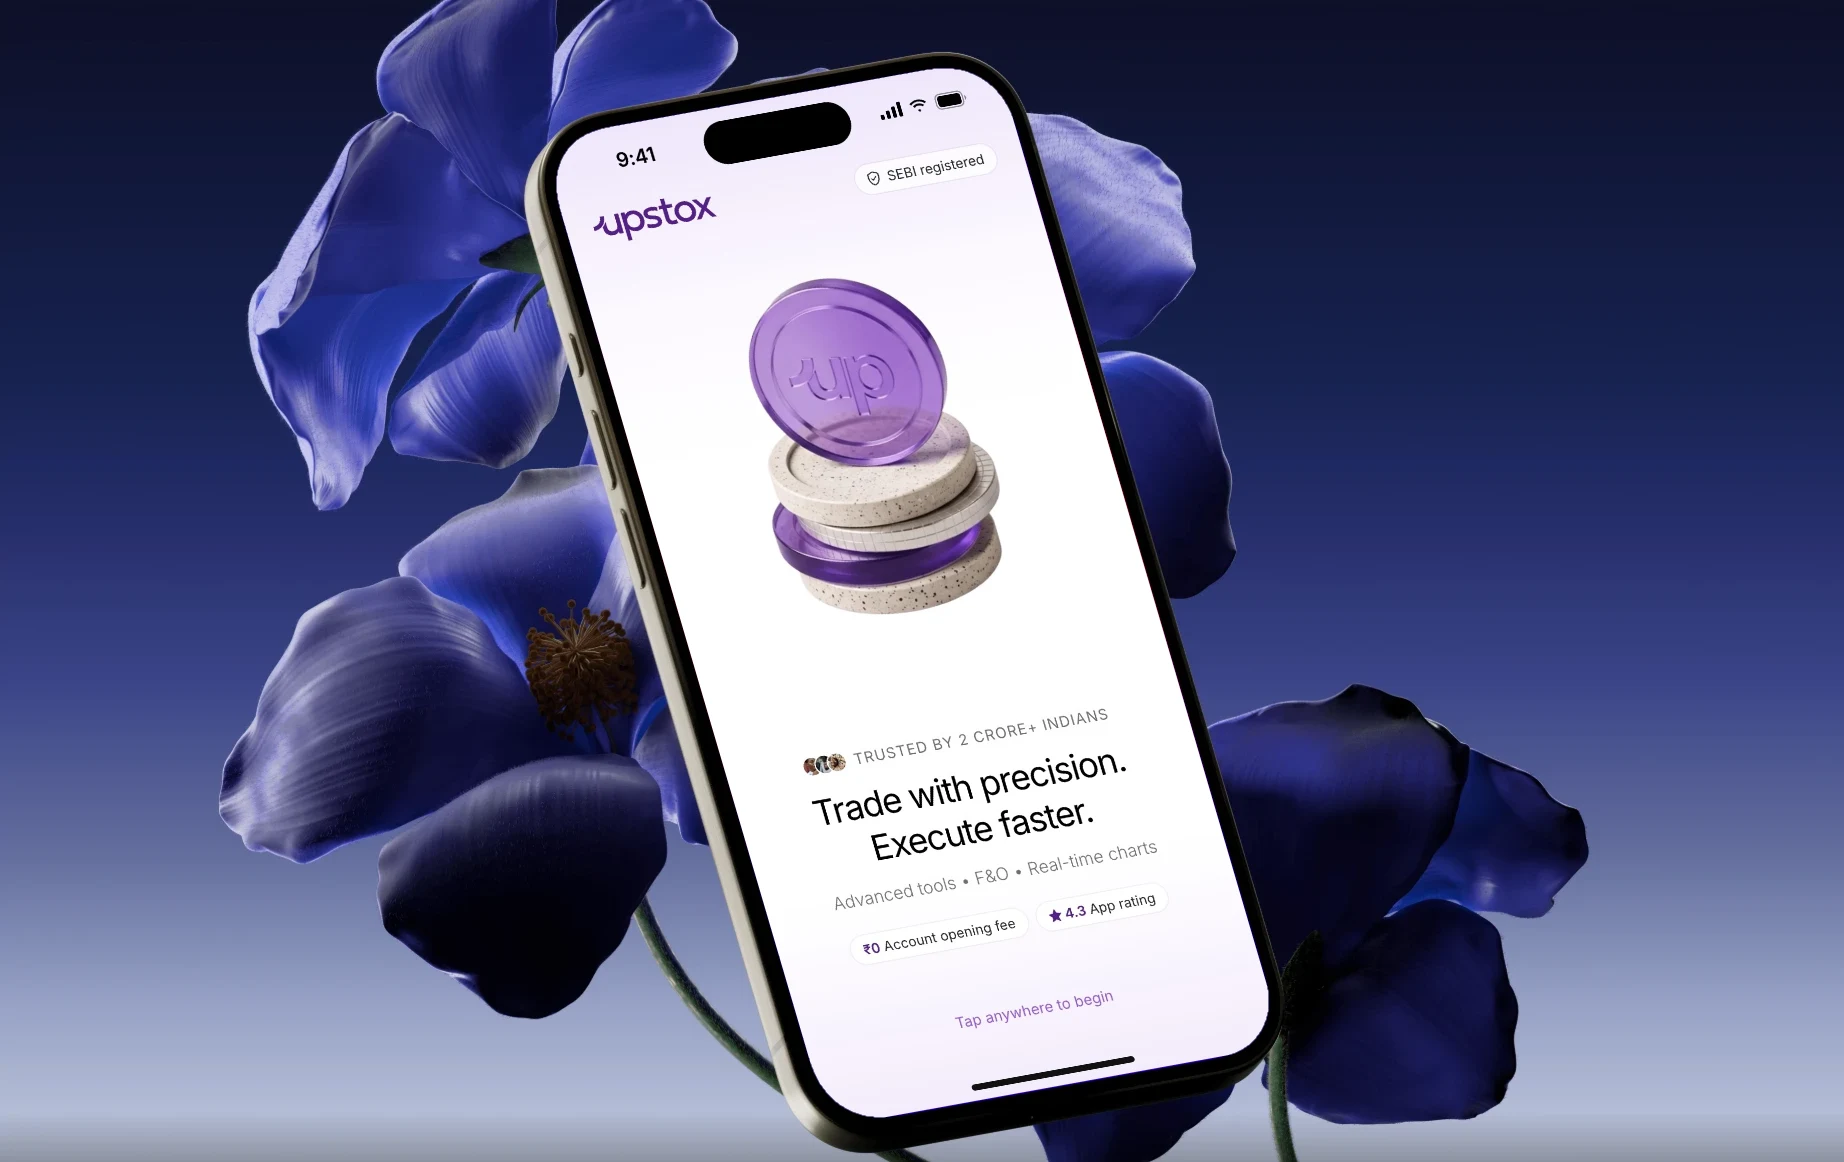 9:41
SEBI registered
upstox
up
TRUSTED BY 2 CRORE+ INDIANS
Trade with precision.
Execute faster.
Advanced tools • F&O • Real-time charts
₹0 Account opening fee
4.3 App rating
Tap anywhere to begin